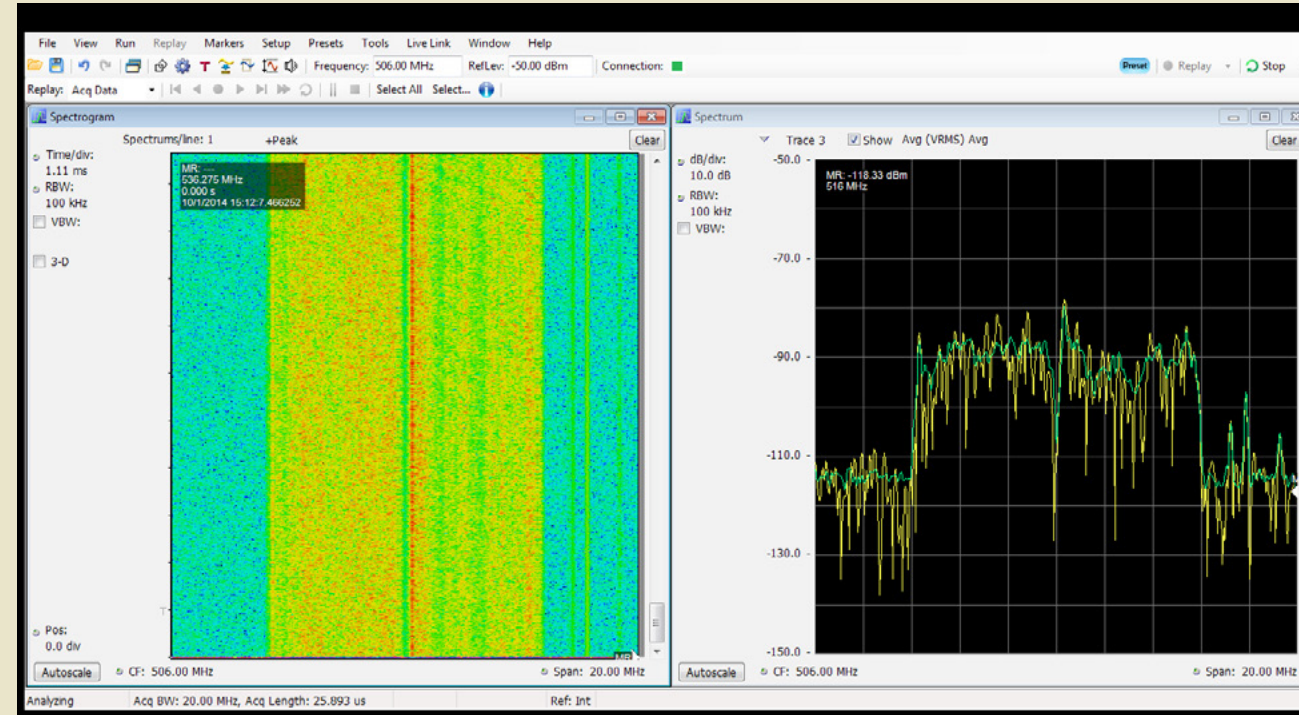 File View Run Replay Markers Setup Presets Tools Live Link Window Help
Frequency: 506.00 MHz RefLev: -50.00 dBm Connection: Preset Replay Stop
Replay: Acq Data Select All Select...
Spectrogram
Spectrums/line: 1 +Peak Clear
Time/div:
1.11 ms
RBW:
100 kHz
VBW:
3-D
MR: ---
536.275 MHz
0.000 s
10/1/2014 15:12:7.466252
T
Pos:
0.0 div
MR
Autoscale CF: 506.00 MHz Span: 20.00 MHz
Spectrum
Trace 3 Show Avg (VRMS) Avg Clear
dB/div:
10.0 dB
RBW:
100 kHz
VBW:
MR: -118.33 dBm
516 MHz
-50.0
-70.0
-90.0
-110.0
-130.0
-150.0
Autoscale CF: 506.00 MHz Span: 20.00 MHz
Analyzing Acq BW: 20.00 MHz, Acq Length: 25.893 us Ref: Int